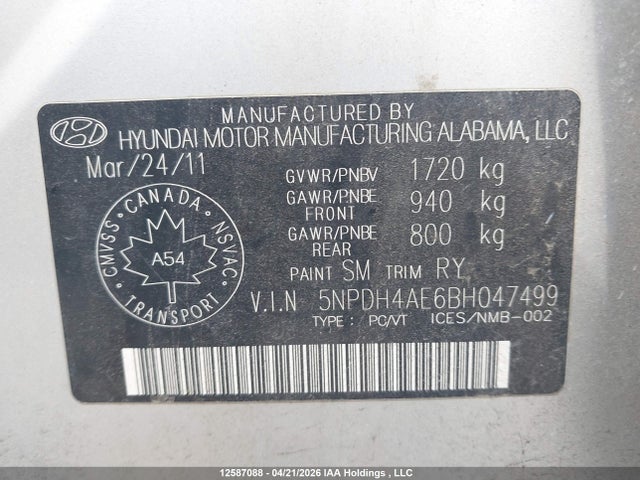 MANUFACTURED BY
HYUNDAI MOTOR MANUFACTURING ALABAMA, LLC
Mar/24/11
GVWR/PNBV 1720 kg
GAWR/PNBE FRONT 940 kg
GAWR/PNBE REAR 800 kg
PAINT SM TRIM RY
V.I.N 5NPDH4AE6BH047499
TYPE : PC/VT ICES/NMB-002
CANADA
CMVSS
NSVAC
A54
TRANSPORT
12587088 - 04/21/2026 IAA Holdings , LLC